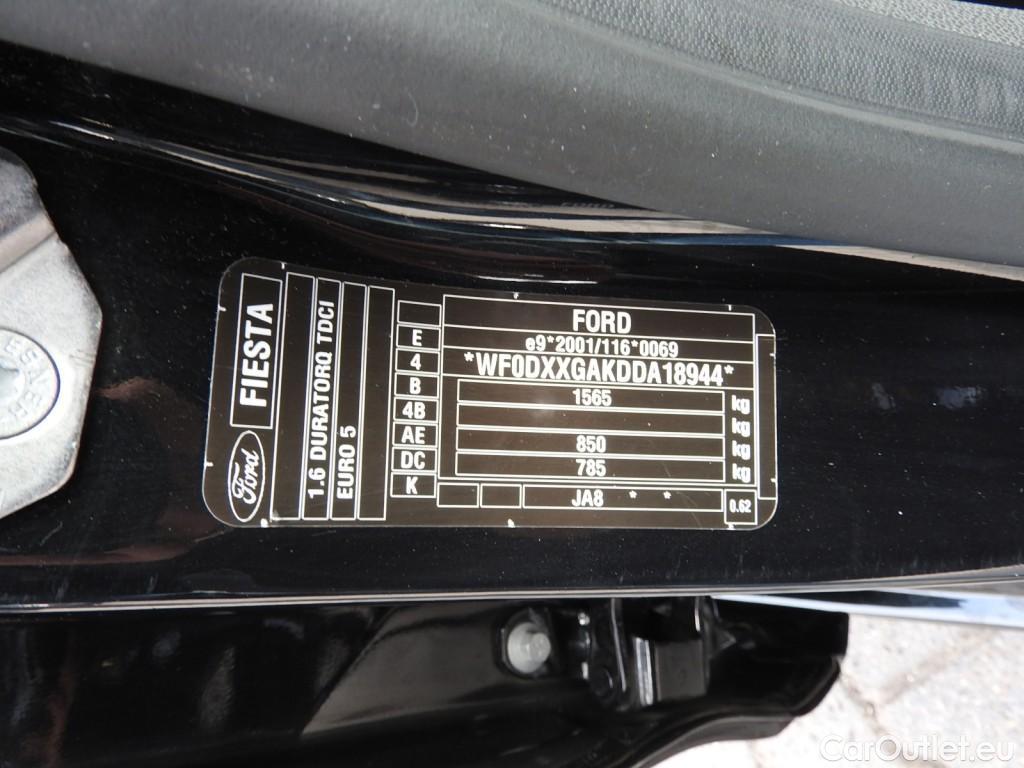 FORD
e9*2001/116*0069
*WF0DXXGAKDDA18944*
1565 kg
kg
850 kg
785
JA8 * *
0.62
E
4
B
4B
AE
DC
K
FIESTA
Ford
1.6 DURATORQ TDCI
EURO 5
CarOutlet.eu